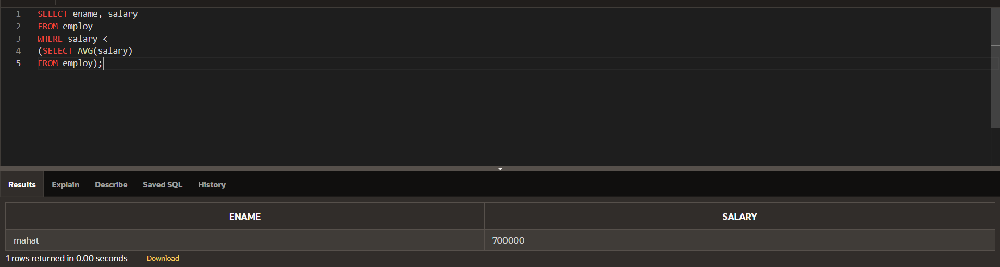 1 SELECT ename, salary
2 FROM employ
3 WHERE salary <
4 (SELECT AVG(salary)
5 FROM employ);
Results Explain Describe Saved SQL History
ENAME SALARY
mahat 700000
1 rows returned in 0.00 seconds Download